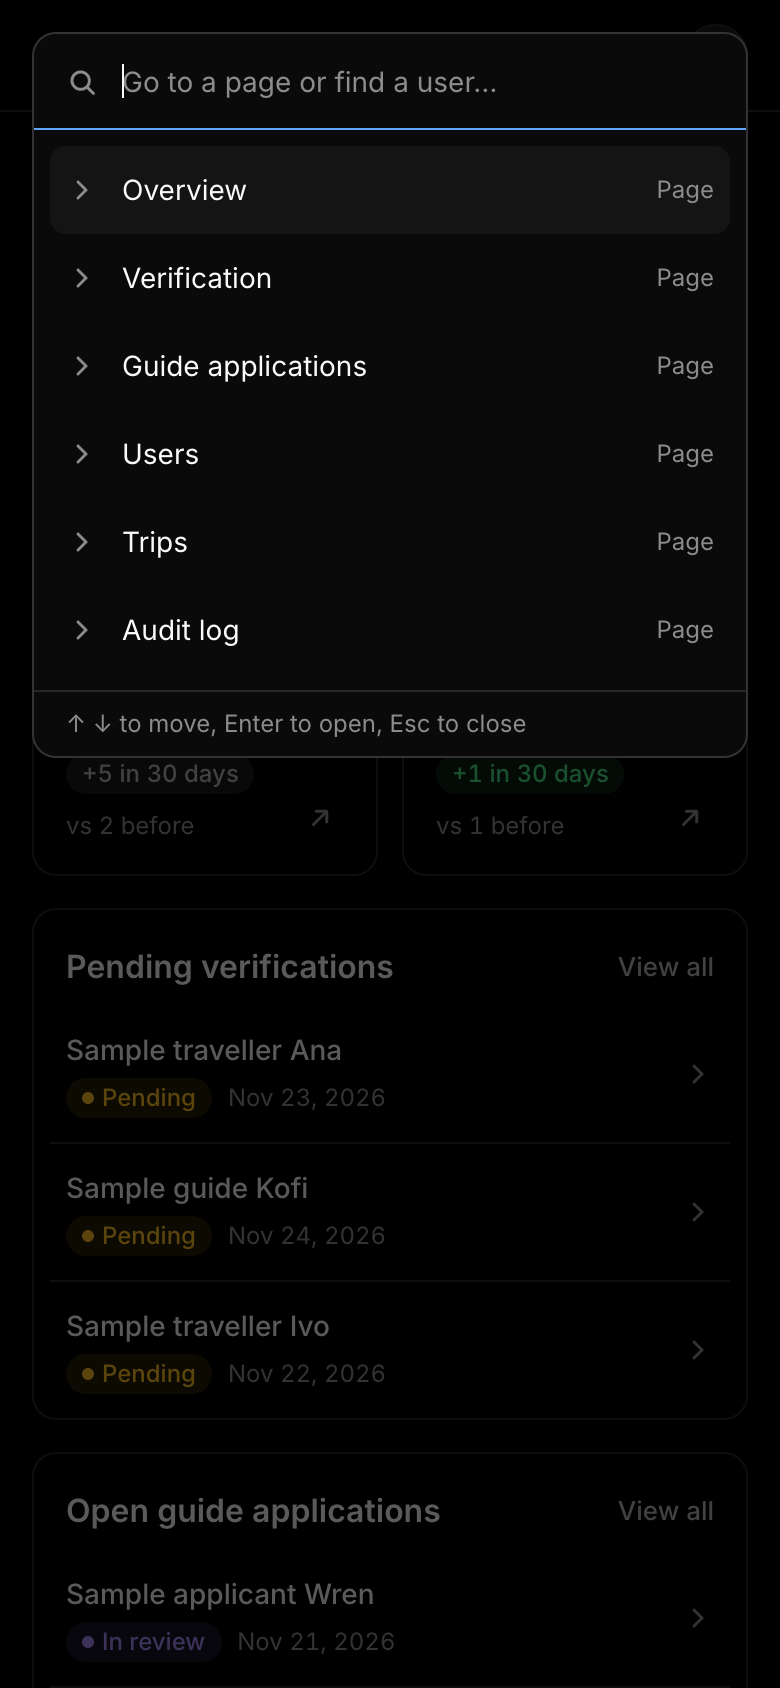 Go to a page or find a user...
Overview Page
Verification Page
Guide applications Page
Users Page
Trips Page
Audit log Page
↑ ↓ to move, Enter to open, Esc to close
+5 in 30 days +1 in 30 days
vs 2 before vs 1 before
Pending verifications View all
Sample traveller Ana
Pending Nov 23, 2026
Sample guide Kofi
Pending Nov 24, 2026
Sample traveller Ivo
Pending Nov 22, 2026
Open guide applications View all
Sample applicant Wren
In review Nov 21, 2026